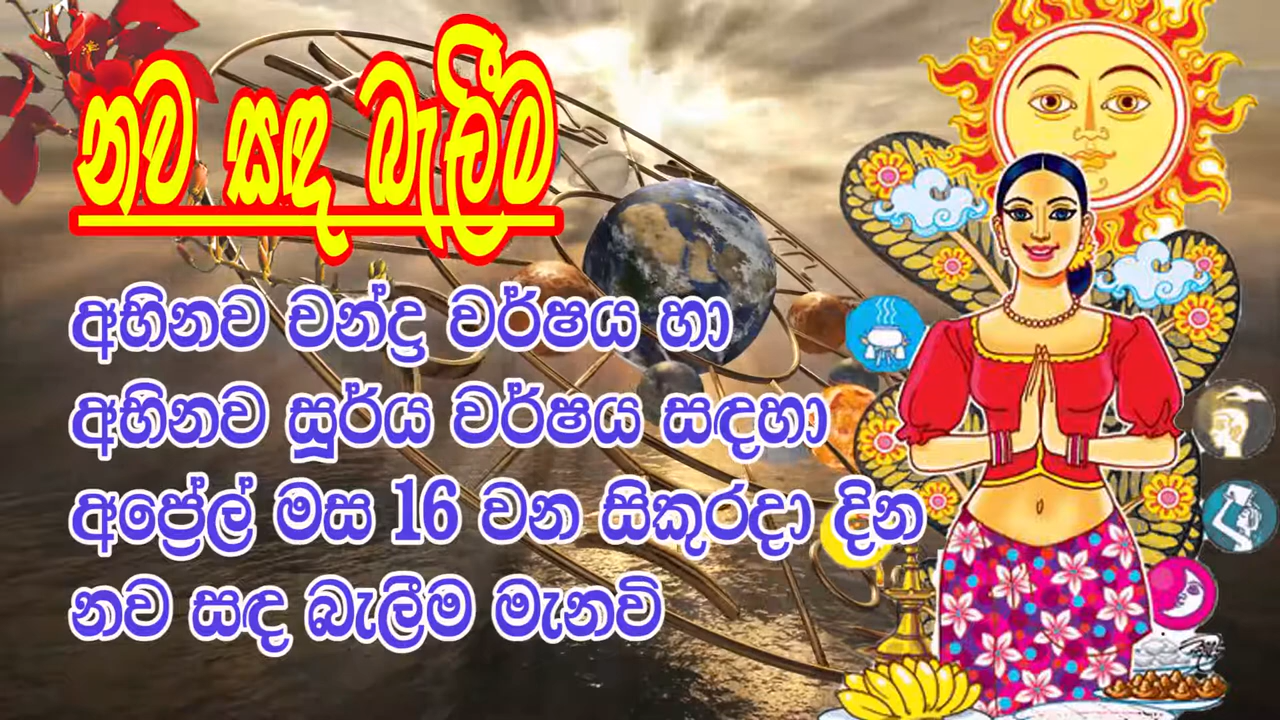 නව සඳ බැලීම
අභිනව චන්ද්‍ර වර්ෂය හා
අභිනව සූර්ය වර්ෂය සඳහා
අප්‍රේල් මස 16 වන සිකුරදා දින
නව සඳ බැලීම මැනවි